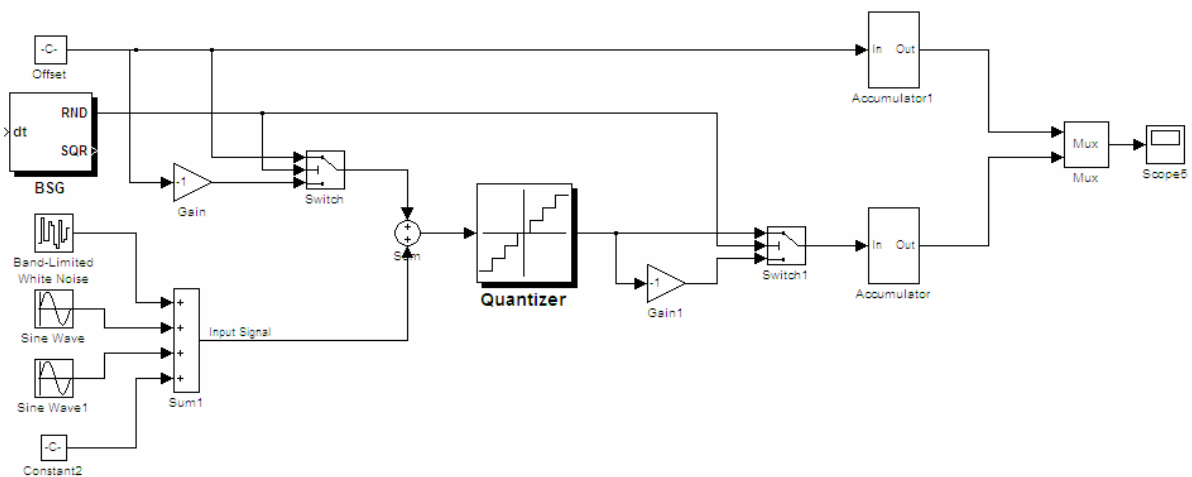 -C-
Offset
In Out
Accumulator1
RND
dt
SQR
BSG
-1
Gain
Switch
Mux
Mux
Scope5
+
+
Sum
Quantizer
Switch1
-1
Gain1
In Out
Accumulator
Band-Limited
White Noise
Sine Wave
Sine Wave1
+
+
+
+
Input Signal
Sum1
-C-
Constant2